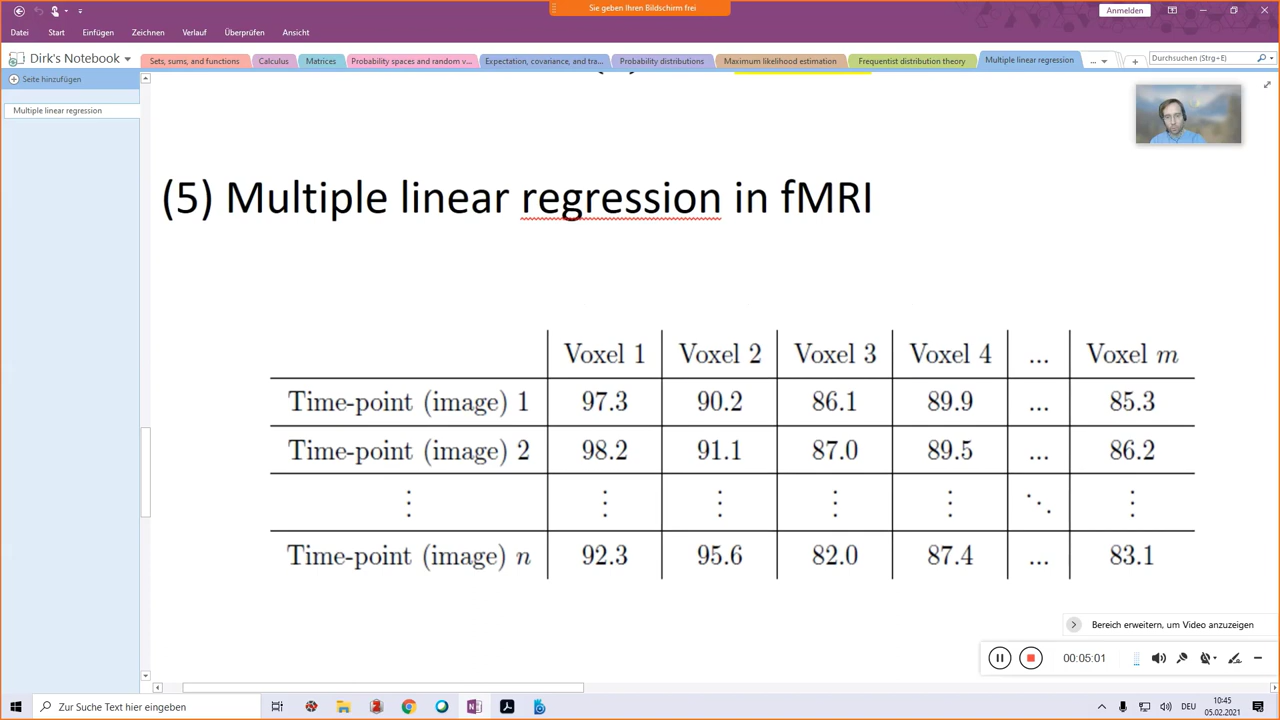 Sie geben Ihren Bildschirm frei
Anmelden
Datei Start Einfügen Zeichnen Verlauf Überprüfen Ansicht
Dirk's Notebook
Sets, sums, and functions Calculus Matrices Probability spaces and random v... Expectation, covariance, and tra... Probability distributions Maximum likelihood estimation Frequentist distribution theory Multiple linear regression ...
Durchsuchen (Strg+E)
Seite hinzufügen
Multiple linear regression
(5) Multiple linear regression in fMRI
Voxel 1 Voxel 2 Voxel 3 Voxel 4 ... Voxel m
Time-point (image) 1 97.3 90.2 86.1 89.9 ... 85.3
Time-point (image) 2 98.2 91.1 87.0 89.5 ... 86.2
⋮ ⋮ ⋮ ⋮ ⋮ ⋱ ⋮
Time-point (image) n 92.3 95.6 82.0 87.4 ... 83.1
Bereich erweitern, um Video anzuzeigen
00:05:01
Zur Suche Text hier eingeben
DEU
10:45
05.02.2021